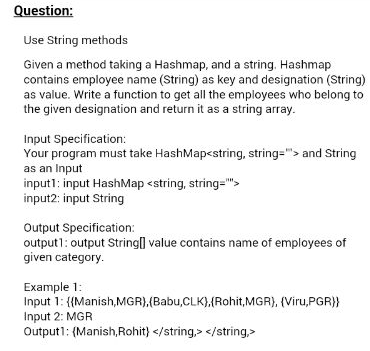 Question:
Use String methods
Given a method taking a Hashmap, and a string. Hashmap
contains employee name (String) as key and designation (String)
as value. Write a function to get all the employees who belong to
the given designation and return it as a string array.
Input Specification:
Your program must take HashMap<string, string=""> and String
as an Input
input1: input HashMap <string, string="">
input2: input String
Output Specification:
output1: output String[] value contains name of employees of
given category.
Example 1:
Input 1: {{Manish,MGR},{Babu,CLK},{Rohit,MGR}, {Viru,PGR}}
Input 2: MGR
Output1: {Manish,Rohit} </string,> </string,>